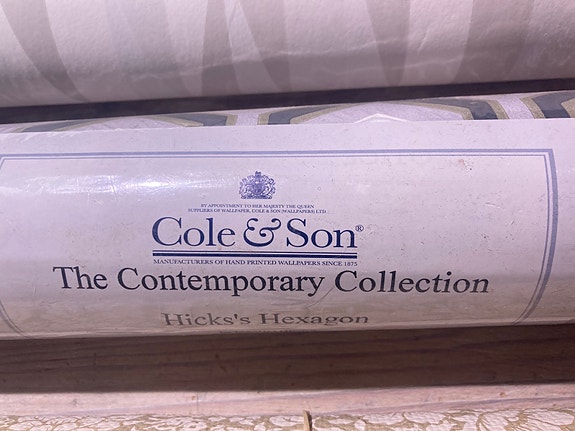 BY APPOINTMENT TO HER MAJESTY THE QUEEN
SUPPLIERS OF WALLPAPER, COLE & SON (WALLPAPERS) LTD.
Cole & Son®
MANUFACTURERS OF HAND PRINTED WALLPAPERS SINCE 1875
The Contemporary Collection
Hicks's Hexagon